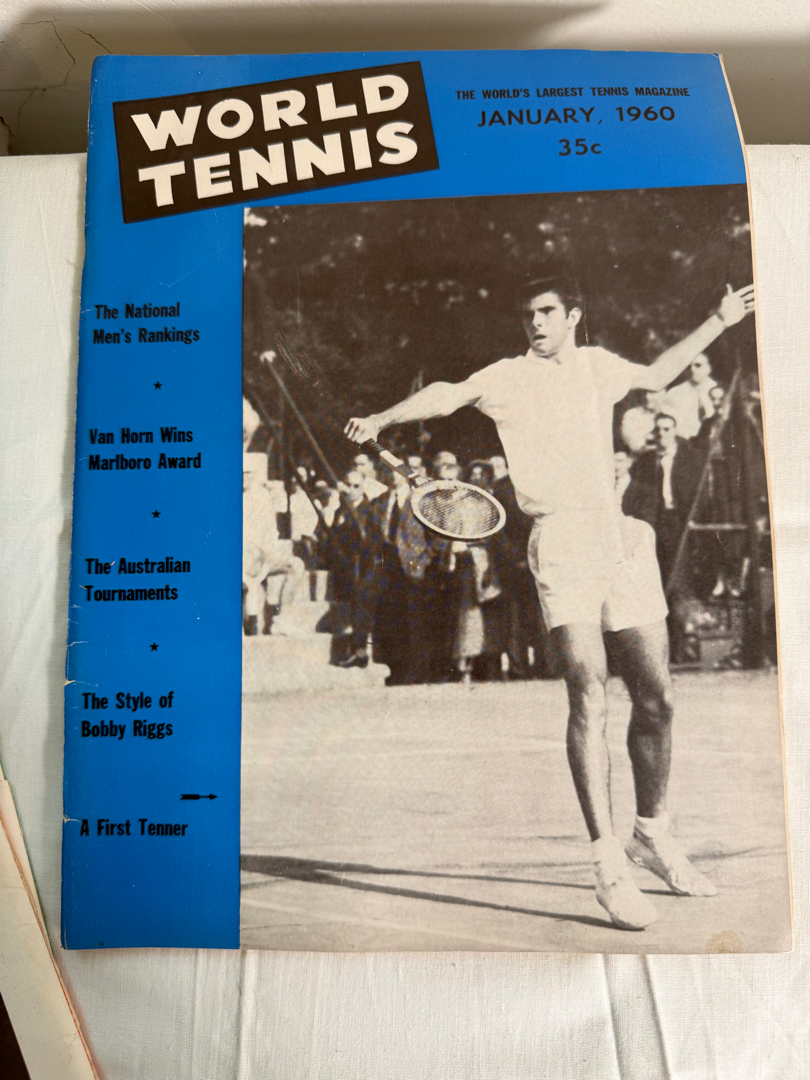 WORLD
TENNIS
THE WORLD'S LARGEST TENNIS MAGAZINE
JANUARY, 1960
35c
The National
Men's Rankings
Van Horn Wins
Marlboro Award
The Australian
Tournaments
The Style of
Bobby Riggs
A First Tenner